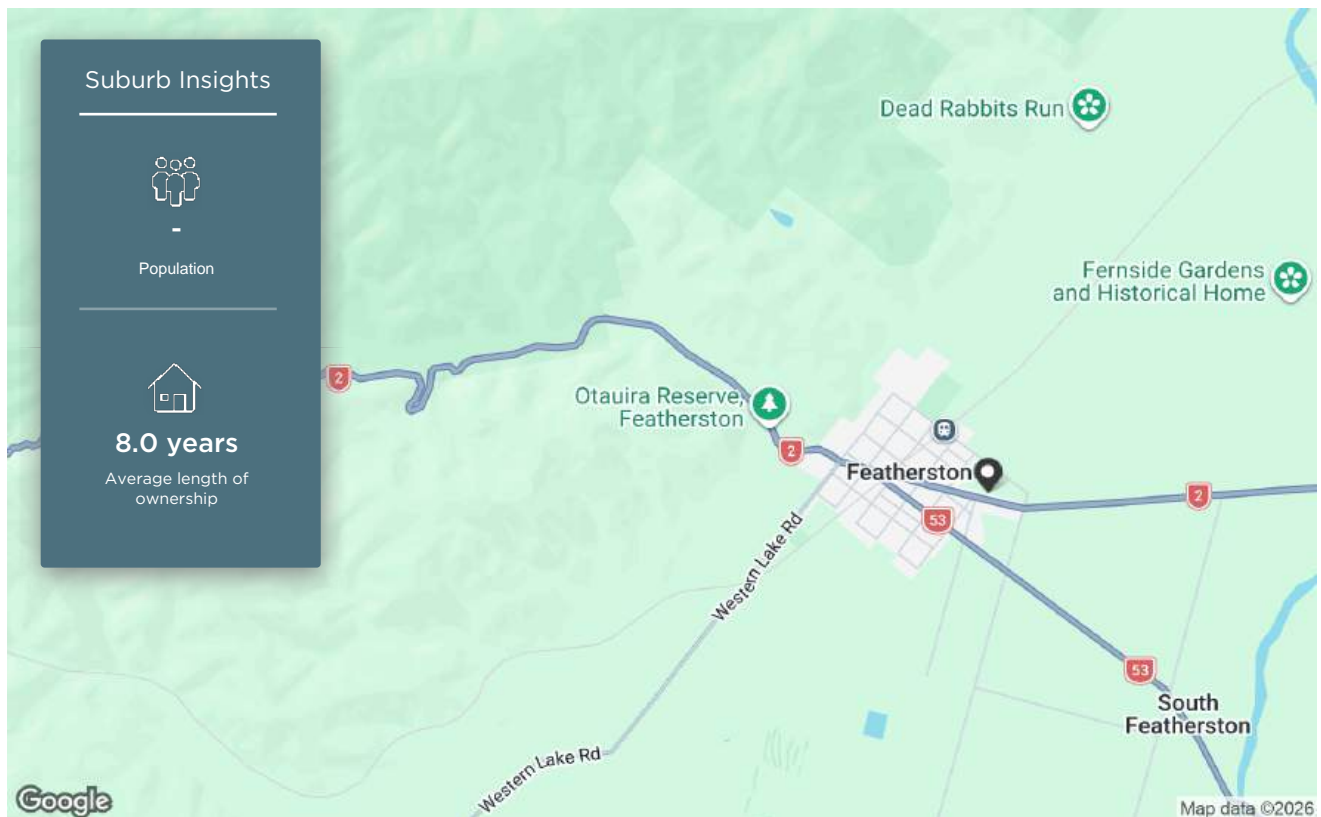 Suburb Insights
-
Population
8.0 years
Average length of
ownership
Dead Rabbits Run
Fernside Gardens
and Historical Home
2
Otauira Reserve,
Featherston
2
Featherston
2
53
Western Lake Rd
53
South
Featherston
Western Lake Rd
Google
Map data ©2026